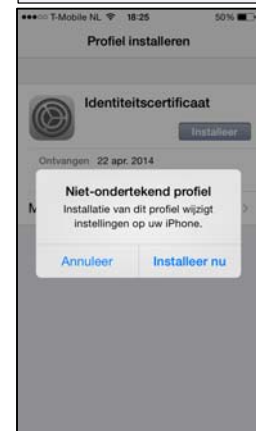 T-Mobile NL 18:25 50%
Profiel installeren
Identiteitscertificaat
Installeer
Ontvangen 22 apr. 2014
Niet-ondertekend profiel
Installatie van dit profiel wijzigt
instellingen op uw iPhone.
M
Annuleer Installeer nu